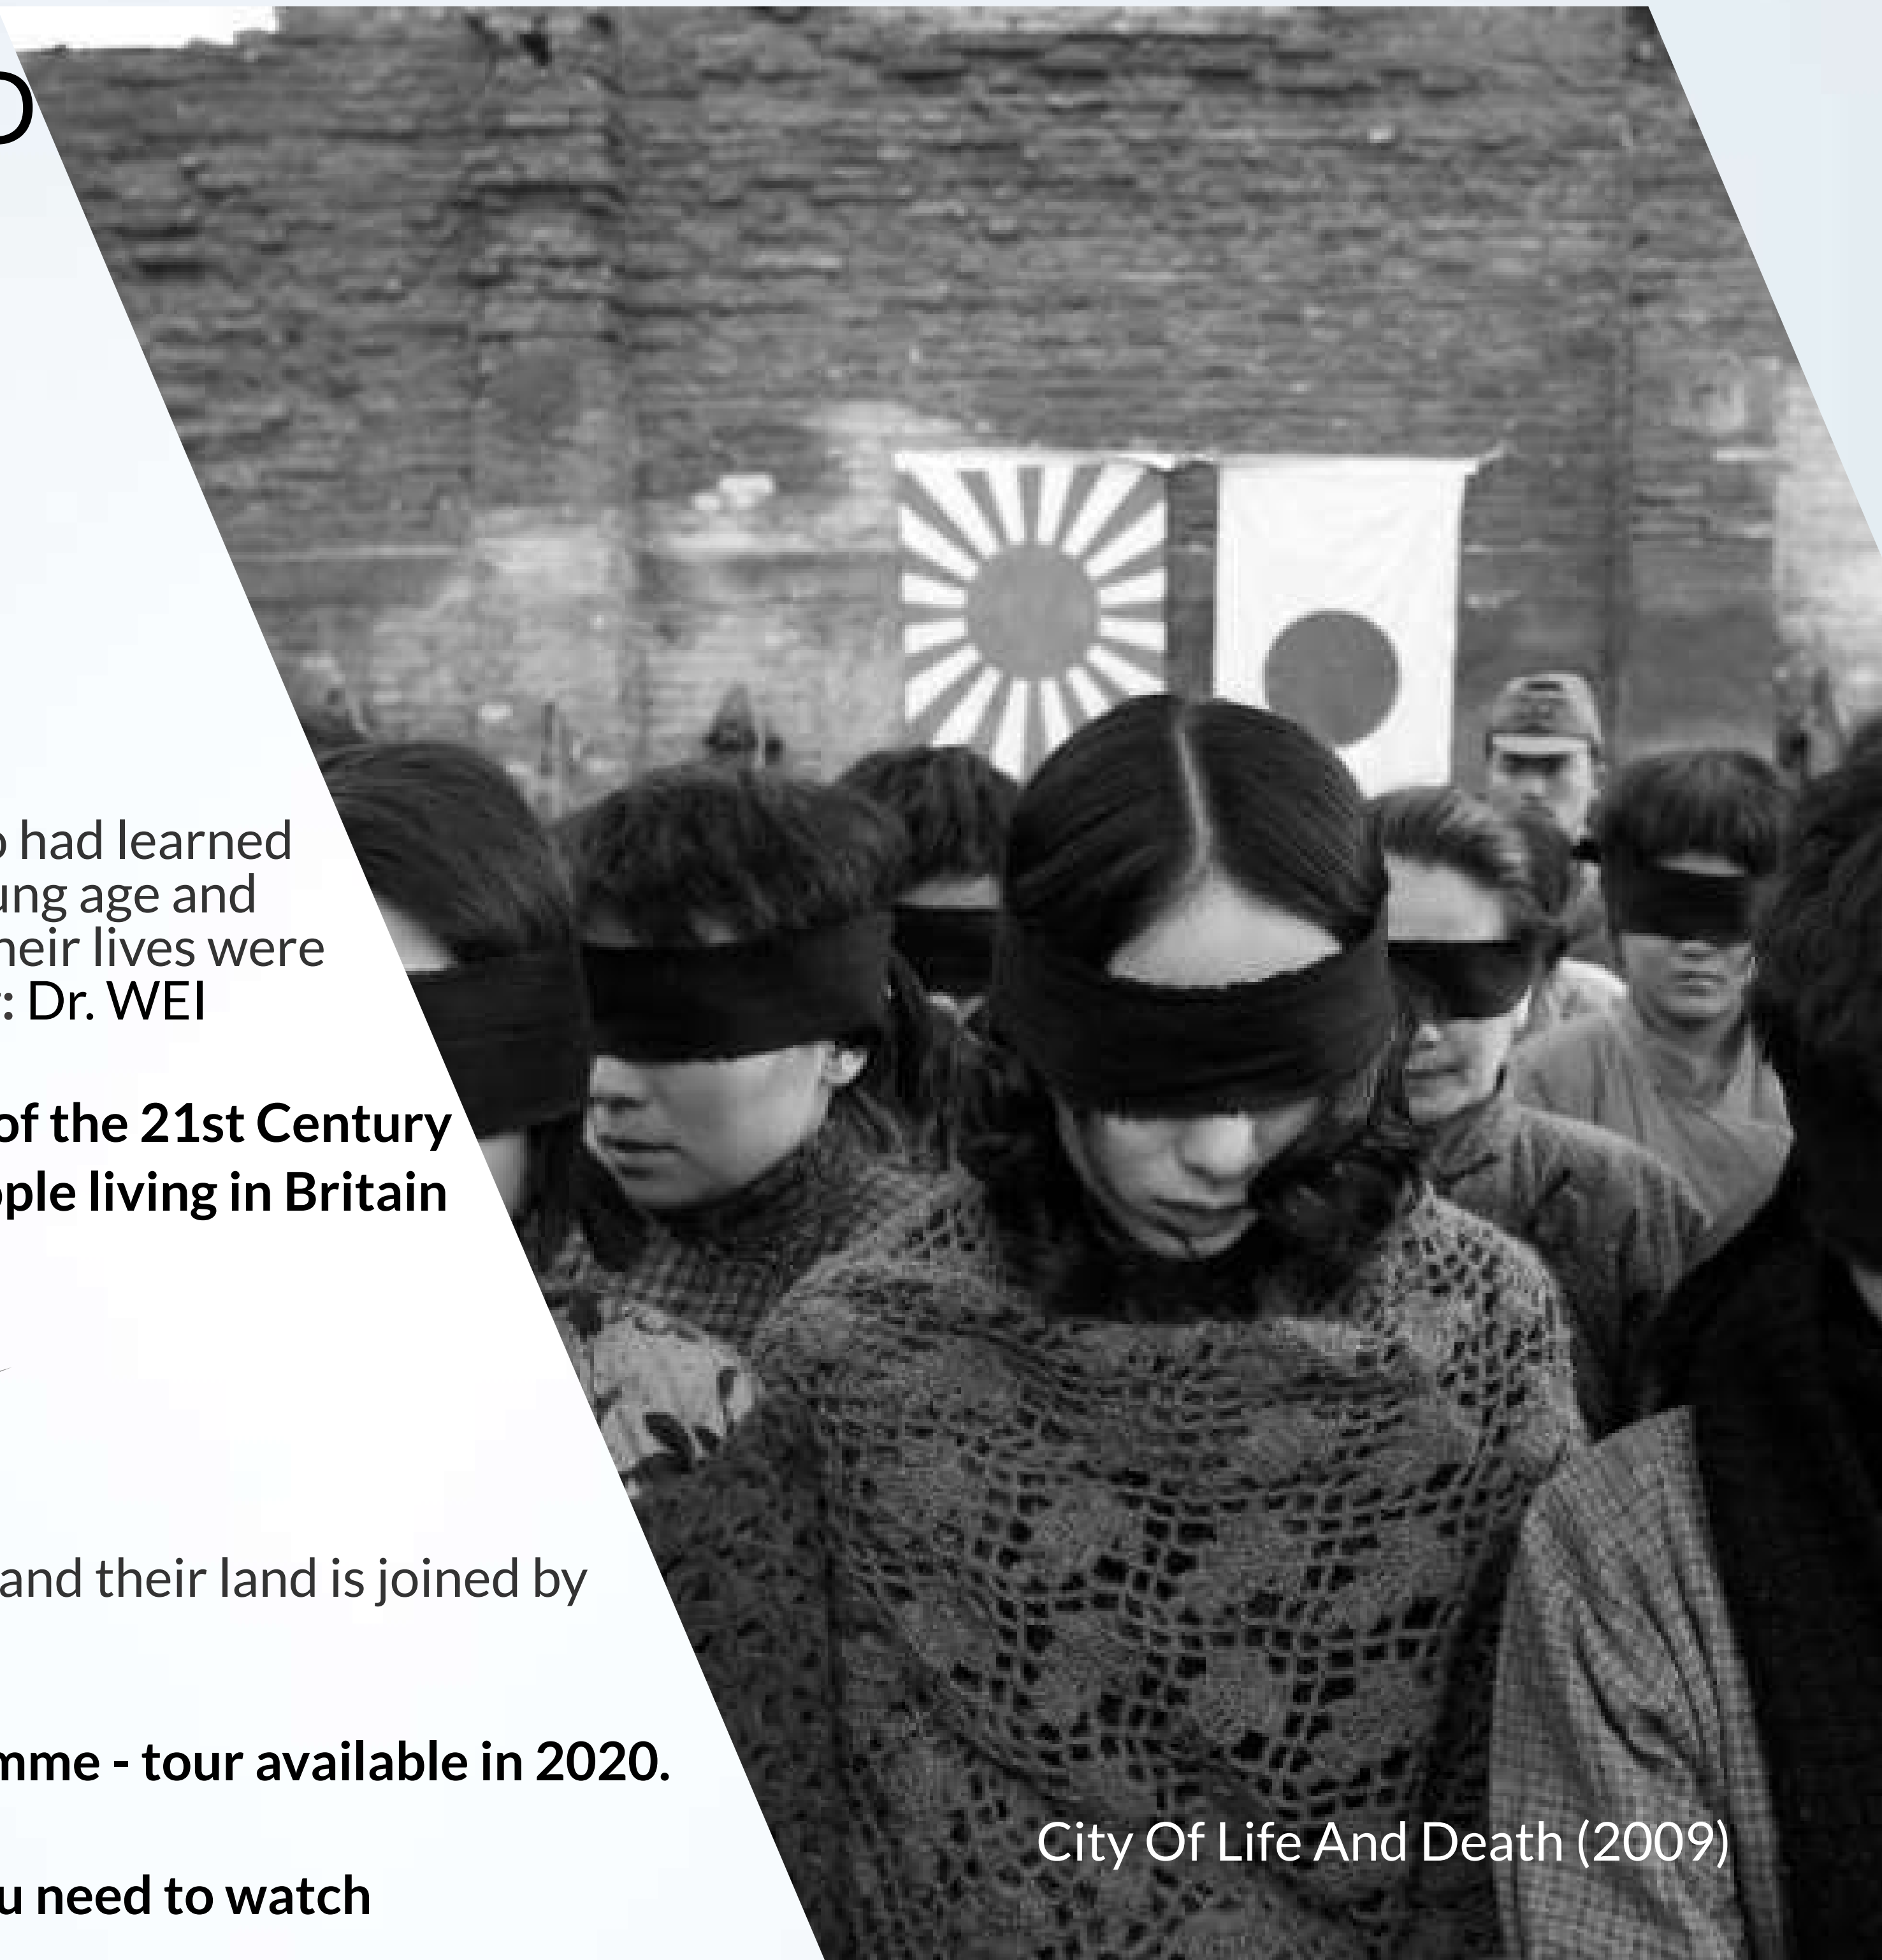 had learned
ung age and
heir lives were
: Dr. WEI
of the 21st Century
ple living in Britain
and their land is joined by
mme - tour available in 2020.
u need to watch
City Of Life And Death (2009)